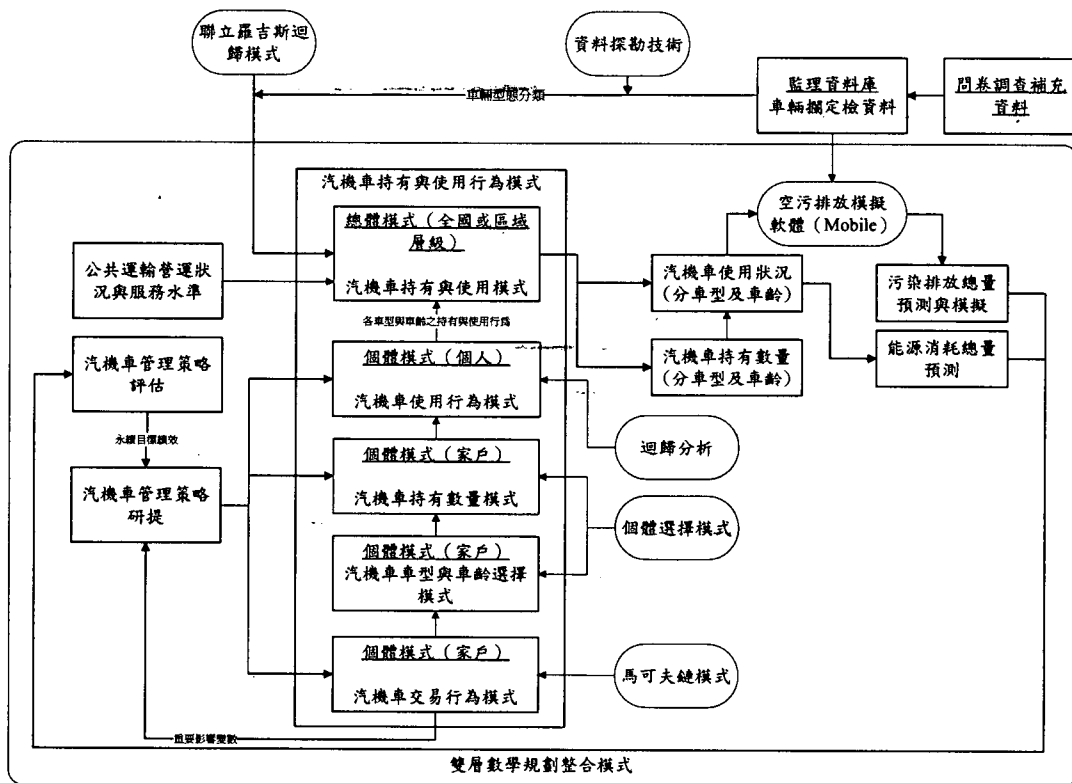 聯立羅吉斯迴
歸模式
資料探勘技術
監理資料庫
車輛攔定檢資料
問卷調查補充
資料
車輛型態分類
汽機車持有與使用行為模式
總體模式（全國或區域
層級）
汽機車持有與使用模式
公共運輸營運狀
況與服務水準
各車型與車齡之持有與使用行為
空污排放模擬
軟體（Mobile）
汽機車使用狀況
(分車型及車齡)
汽機車持有數量
(分車型及車齡)
污染排放總量
預測與模擬
能源消耗總量
預測
汽機車管理策略
評估
永續目標績效
汽機車管理策略
研提
個體模式（個人）
汽機車使用行為模式
個體模式（家戶）
汽機車持有數量模式
個體模式（家戶）
汽機車車型與車齡選擇
模式
個體模式（家戶）
汽機車交易行為模式
迴歸分析
個體選擇模式
馬可夫鏈模式
重要影響變數
雙層數學規劃整合模式